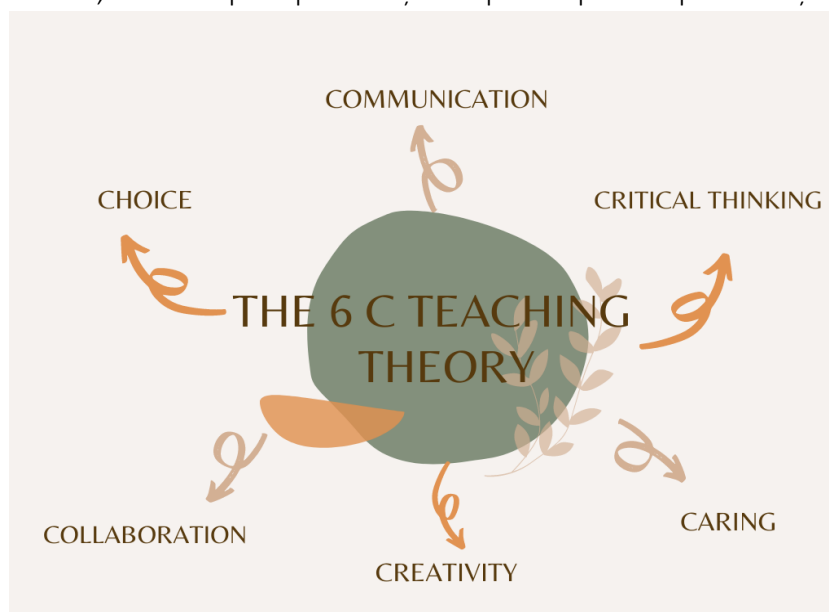 COMMUNICATION
CHOICE
CRITICAL THINKING
THE 6 C TEACHING
THEORY
COLLABORATION
CARING
CREATIVITY